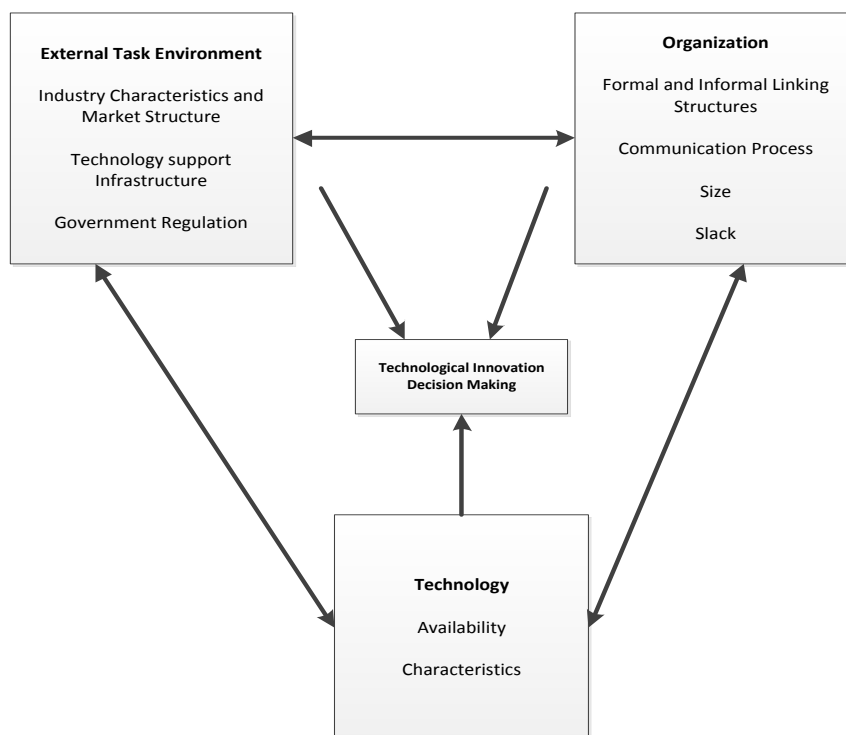 External Task Environment
Industry Characteristics and
Market Structure
Technology support
Infrastructure
Government Regulation
Organization
Formal and Informal Linking
Structures
Communication Process
Size
Slack
Technological Innovation
Decision Making
Technology
Availability
Characteristics